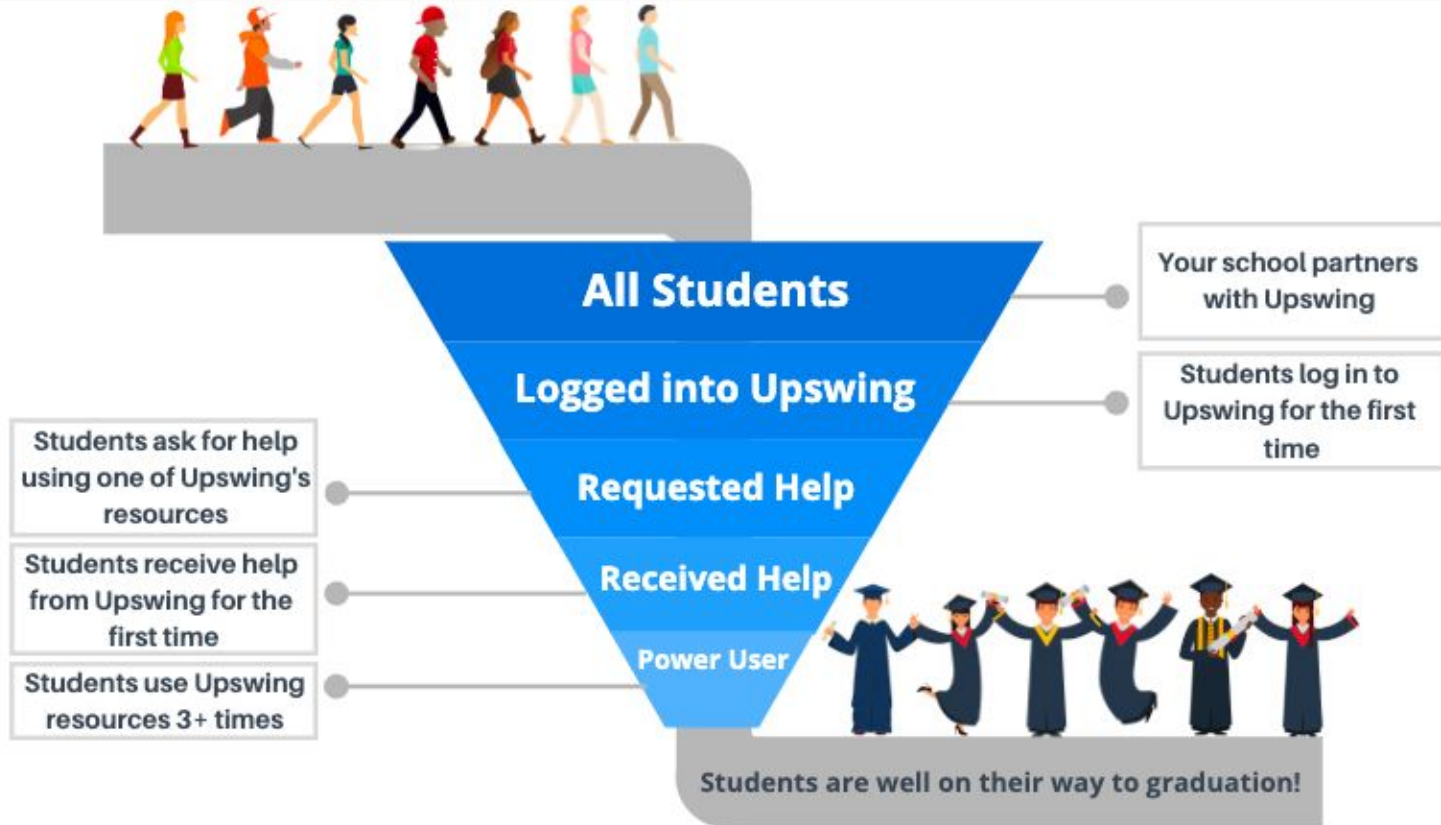 All Students
Your school partners
with Upswing
Logged into Upswing
Students log in to
Upswing for the first
time
Requested Help
Students ask for help
using one of Upswing's
resources
Received Help
Students receive help
from Upswing for the
first time
Power User
Students use Upswing
resources 3+ times
Students are well on their way to graduation!